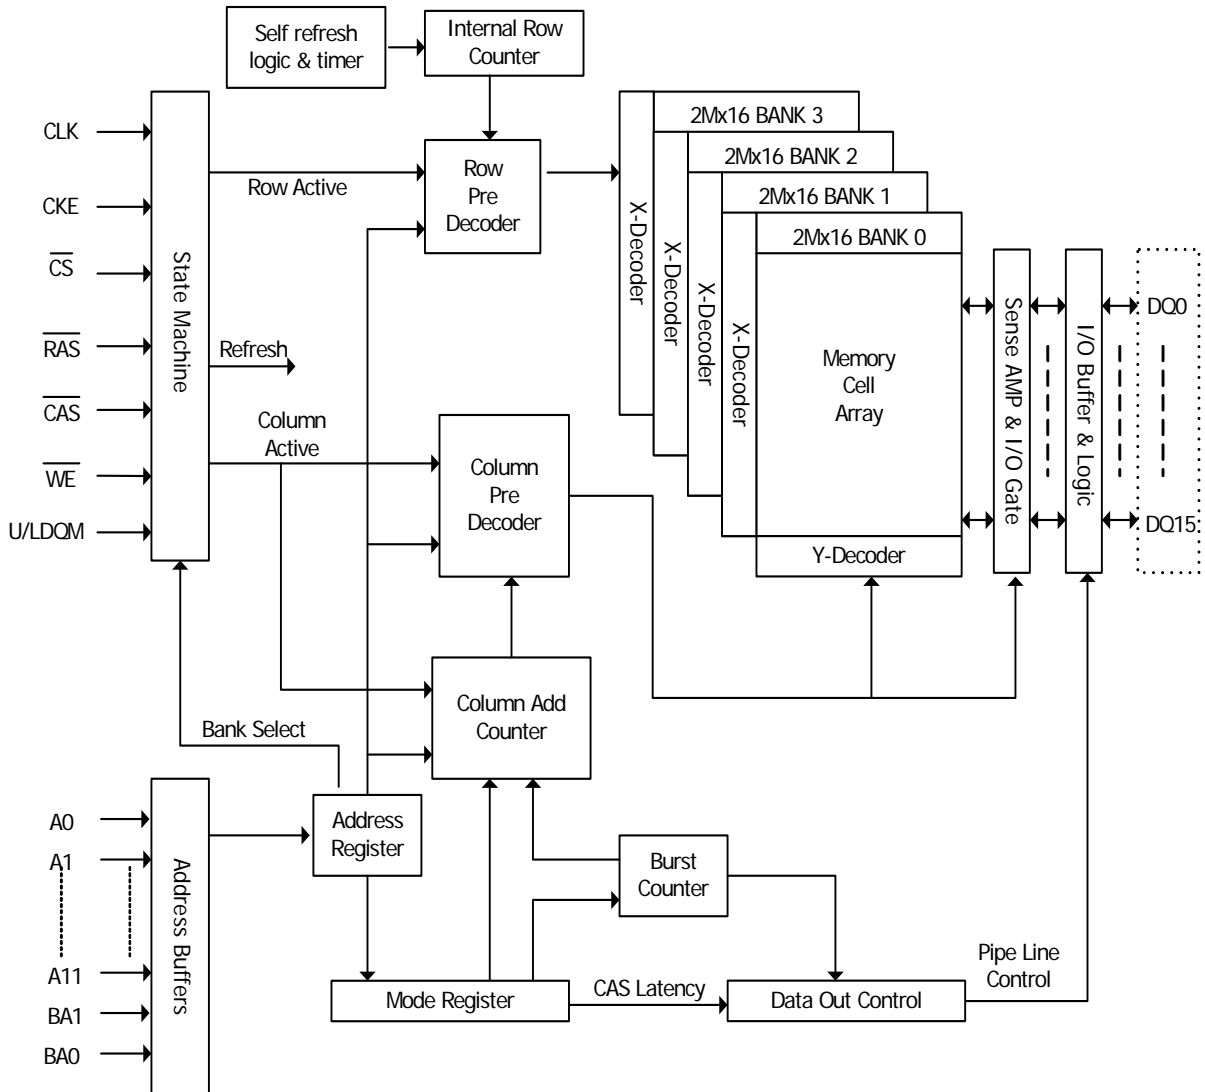 Self refresh
logic & timer
Internal Row
Counter
CLK
CKE
CS
RAS
CAS
WE
U/LDQM
State Machine
Row Active
Refresh
Column
Active
Row
Pre
Decoder
Column
Pre
Decoder
Column Add
Counter
2Mx16 BANK 3
2Mx16 BANK 2
2Mx16 BANK 1
2Mx16 BANK 0
X-Decoder
X-Decoder
X-Decoder
X-Decoder
Memory
Cell
Array
Y-Decoder
Sense AMP & I/O Gate
I/O Buffer & Logic
DQ0
DQ15
Bank Select
A0
A1
A11
BA1
BA0
Address Buffers
Address
Register
Burst
Counter
Mode Register
CAS Latency
Data Out Control
Pipe Line
Control